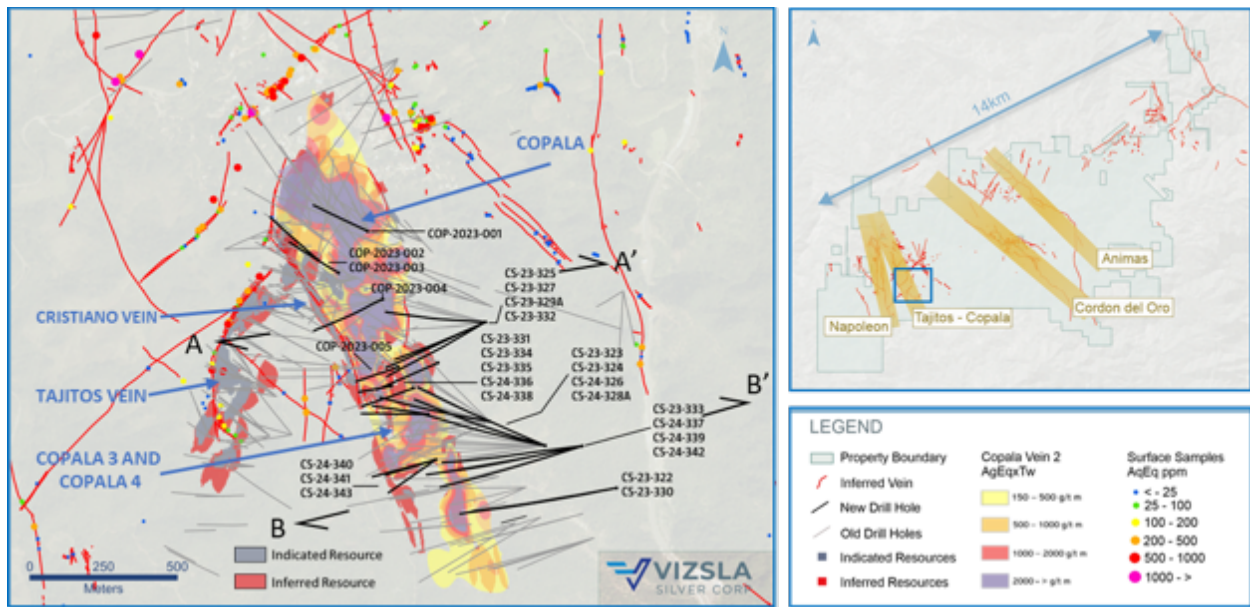 N
COPALA
COP-2023-001
COP-2023-002
COP-2023-003
COP-2023-004
CS-23-325
A'
CS-23-327
CS-23-329A
CS-23-332
CRISTIANO VEIN
A
COP-2023-005
CS-23-331
CS-23-334
CS-23-335
CS-24-336
CS-24-338
CS-23-323
CS-23-324
CS-24-326
CS-24-328A
B'
TAJITOS VEIN
CS-23-333
CS-24-337
CS-24-339
CS-24-342
COPALA 3 AND
COPALA 4
CS-24-340
CS-24-341
CS-24-343
CS-23-322
CS-23-330
B
Indicated Resource
Inferred Resource
0 250 500
Meters
VIZSLA
SILVER CORP
N
14km
Animas
Cordon del Oro
Napoleon
Tajitos - Copala
LEGEND
Property Boundary
Inferred Vein
New Drill Hole
Old Drill Holes
Indicated Resources
Inferred Resources
Copala Vein 2
AgEqxTw
150 – 500 g/t m
500 – 1000 g/t m
1000 – 2000 g/t m
2000 – > g/t m
Surface Samples
AqEq ppm
< - 25
25 - 100
100 - 200
200 - 500
500 - 1000
1000 - >